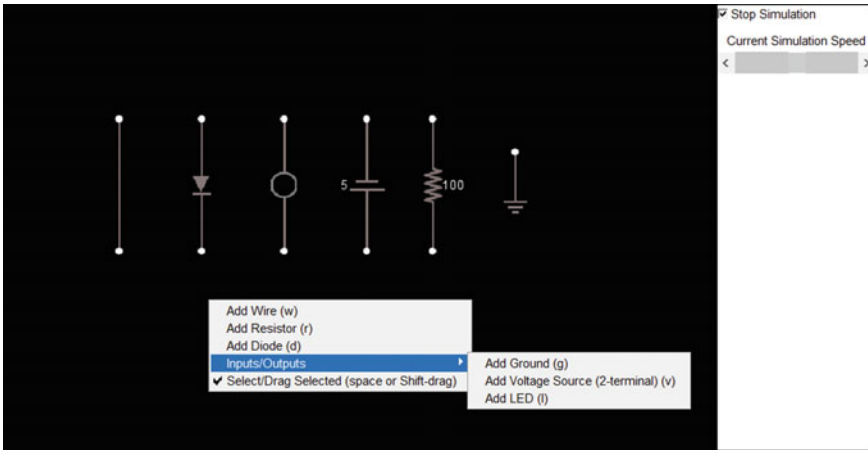 Stop Simulation
Current Simulation Speed
5
100
Add Wire (w)
Add Resistor (r)
Add Diode (d)
Inputs/Outputs
Select/Drag Selected (space or Shift-drag)
Add Ground (g)
Add Voltage Source (2-terminal) (v)
Add LED (l)